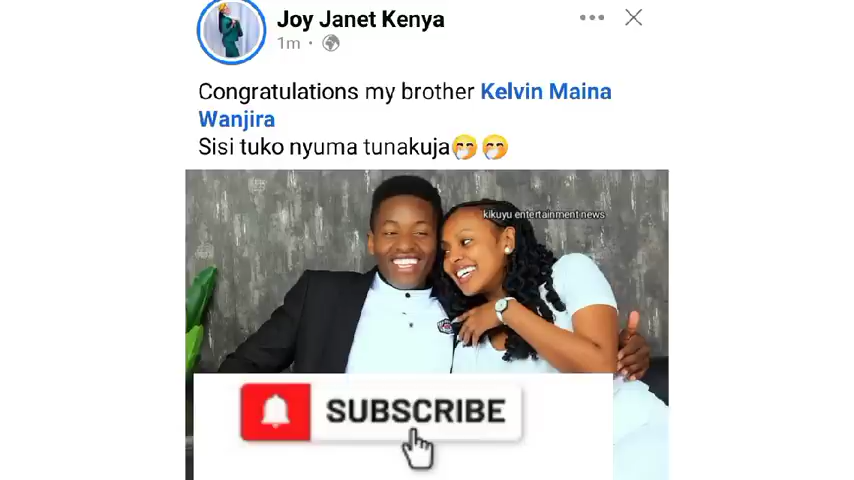 Joy Janet Kenya
1m ·
Congratulations my brother Kelvin Maina
Wanjira
Sisi tuko nyuma tunakuja🤭🤭
kikuyu entertainment news
SUBSCRIBE